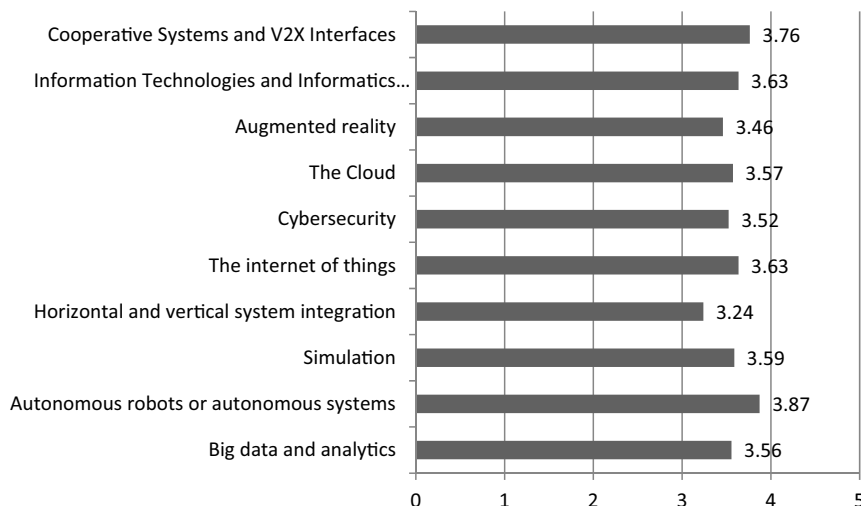 Cooperative Systems and V2X Interfaces 3.76
Information Technologies and Informatics... 3.63
Augmented reality 3.46
The Cloud 3.57
Cybersecurity 3.52
The internet of things 3.63
Horizontal and vertical system integration 3.24
Simulation 3.59
Autonomous robots or autonomous systems 3.87
Big data and analytics 3.56
0 1 2 3 4 5